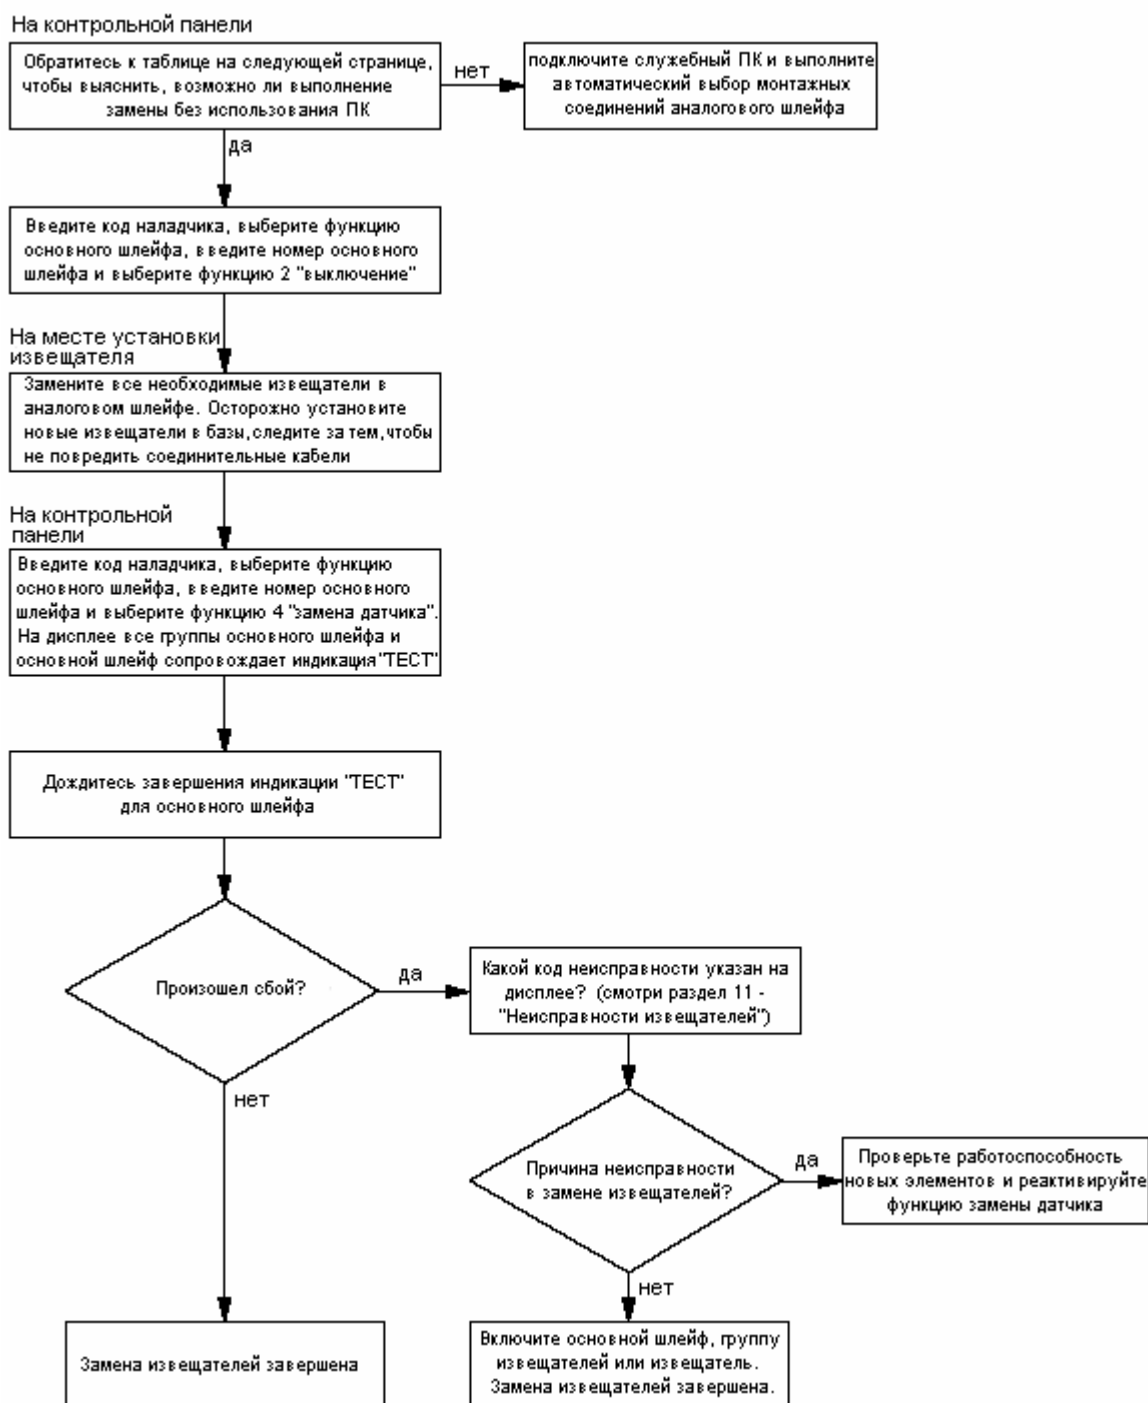 На контрольной панели
Обратитесь к таблице на следующей странице,
чтобы выяснить, возможно ли выполнение
замены без использования ПК
нет
подключите служебный ПК и выполните
автоматический выбор монтажных
соединений аналогового шлейфа
да
Введите код наладчика, выберите функцию
основного шлейфа, введите номер основного
шлейфа и выберите функцию 2 "выключение"
На месте установки
извещателя
Замените все необходимые извещатели в
аналоговом шлейфе. Осторожно установите
новые извещатели в базы,следите за тем,чтобы
не повредить соединительные кабели
На контрольной
панели
Введите код наладчика, выберите функцию
основного шлейфа, введите номер основного
шлейфа и выберите функцию 4 "замена датчика".
На дисплее все группы основного шлейфа и
основной шлейф сопровождает индикация"ТЕСТ"
Дождитесь завершения индикации "ТЕСТ"
для основного шлейфа
Произошел сбой?
да
Какой код неисправности указан на
дисплее? (смотри раздел 11 -
"Неисправности извещателей")
нет
Причина неисправности
в замене извещателей?
да
Проверьте работоспособность
новых элементов и реактивируйте
функцию замены датчика
нет
Замена извещателей завершена
Включите основной шлейф, группу
извещателей или извещатель.
Замена извещателей завершена.